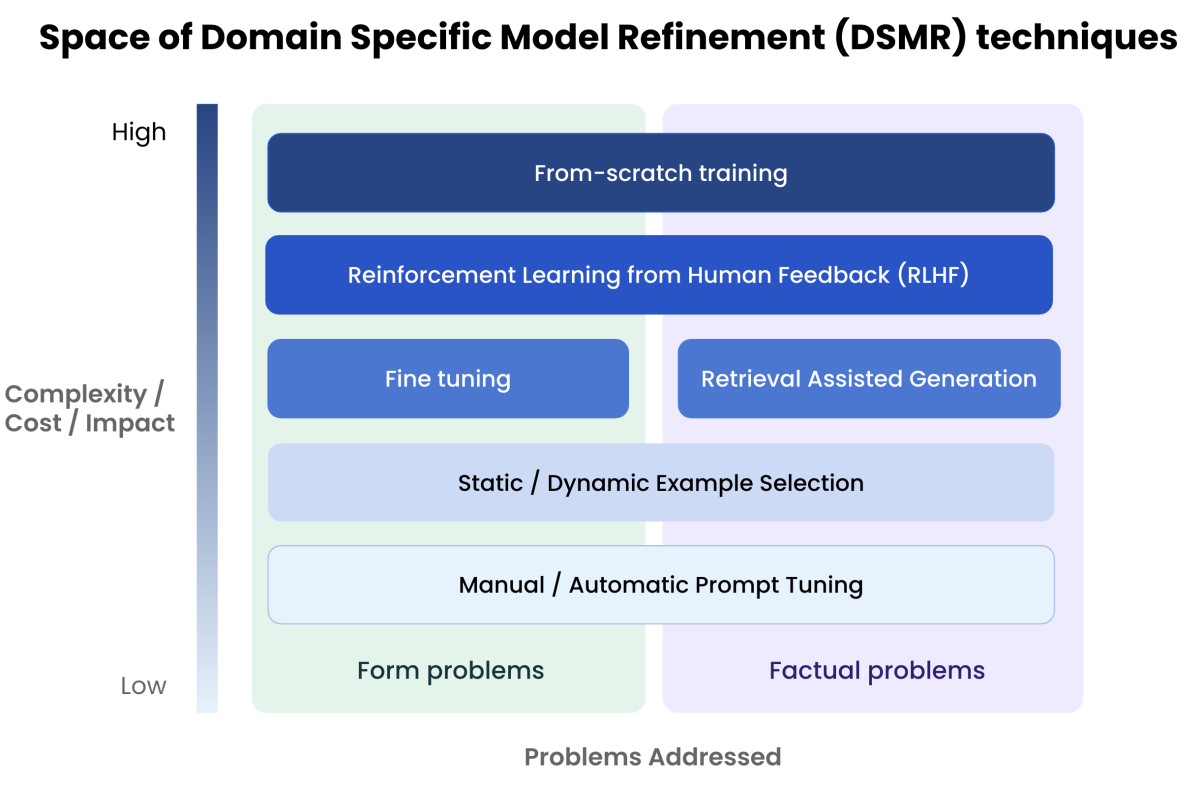 Space of Domain Specific Model Refinement (DSMR) techniques
High
From-scratch training
Reinforcement Learning from Human Feedback (RLHF)
Fine tuning
Retrieval Assisted Generation
Complexity /
Cost / Impact
Static / Dynamic Example Selection
Manual / Automatic Prompt Tuning
Form problems
Factual problems
Low
Problems Addressed